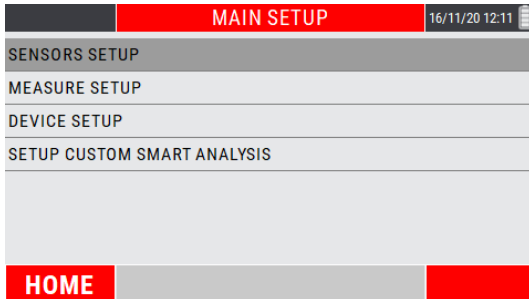 MAIN SETUP
16/11/20 12:11
SENSORS SETUP
MEASURE SETUP
DEVICE SETUP
SETUP CUSTOM SMART ANALYSIS
HOME